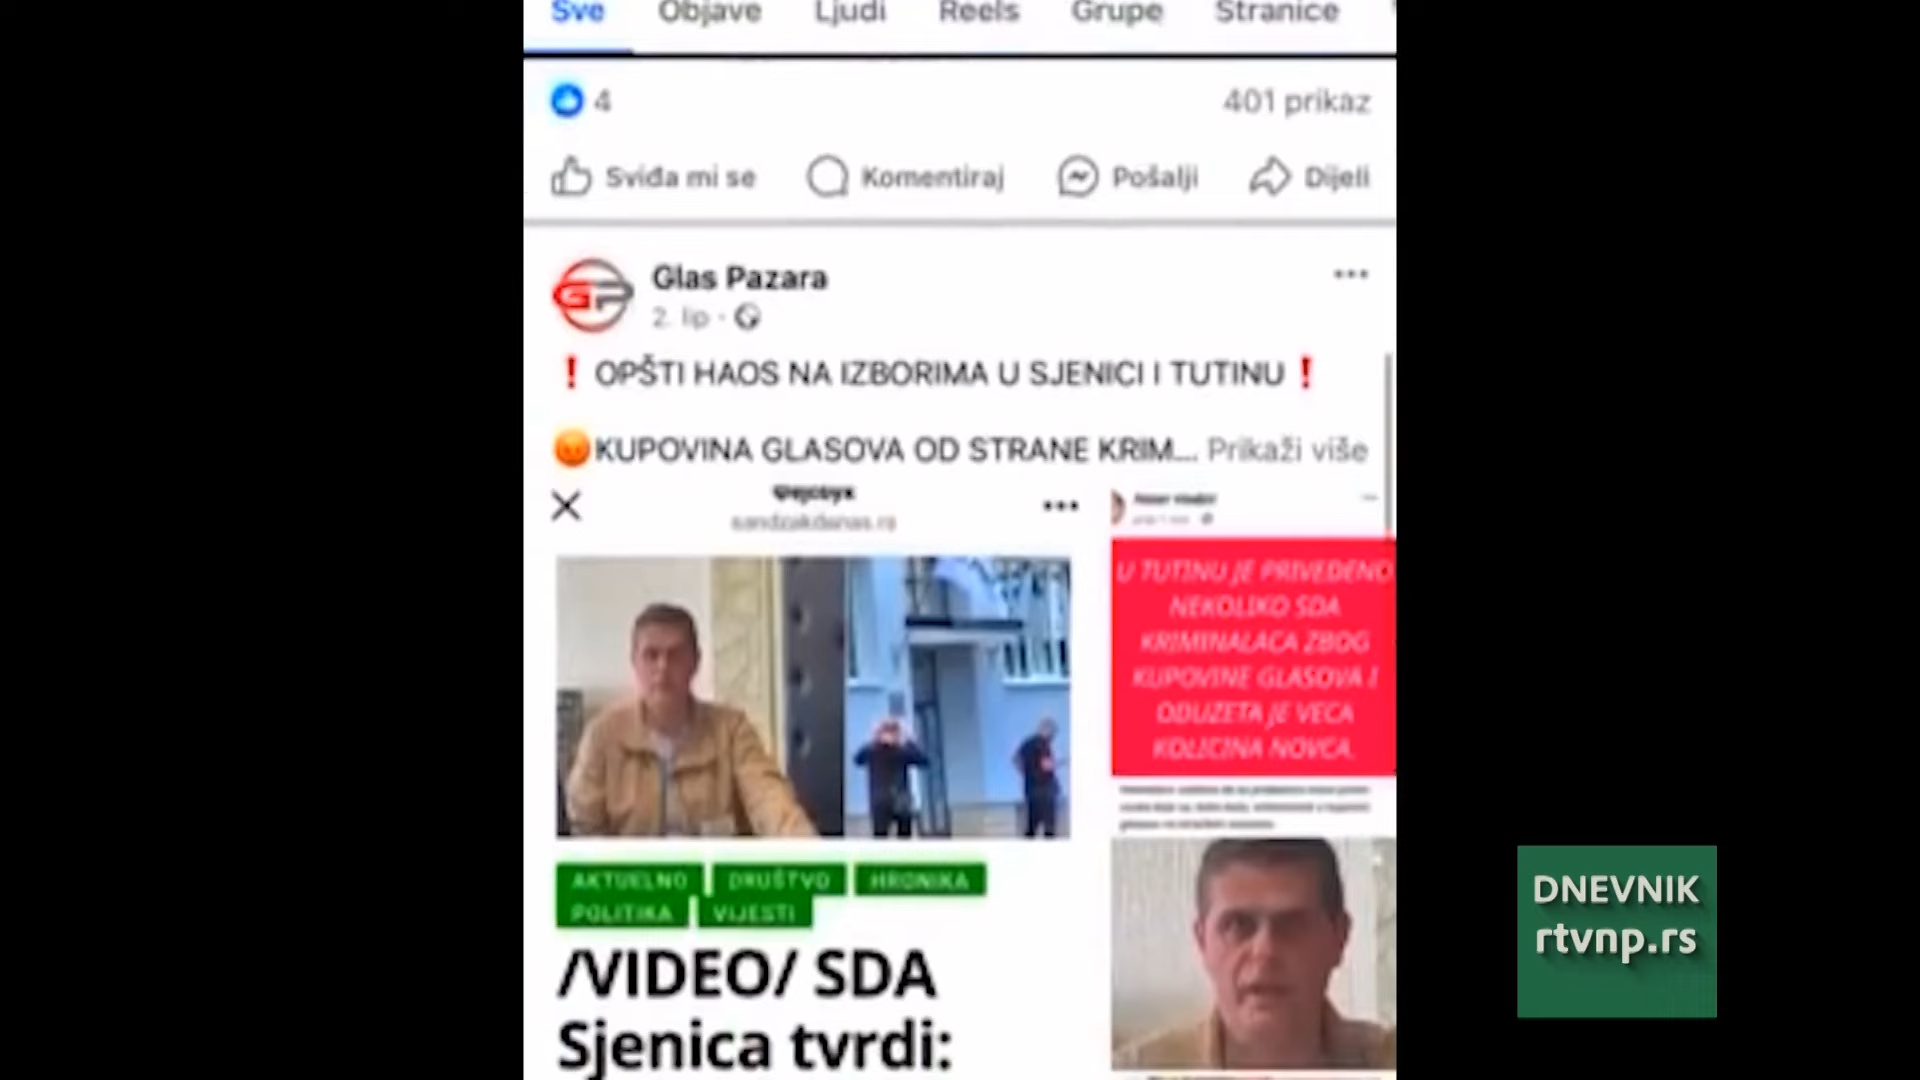 Sve Objave Ljudi Reels Grupe Stranice
4 401 prikaz
Sviđa mi se Komentiraj Pošalji Dijeli
GP Glas Pazara
2. lip
❗ OPŠTI HAOS NA IZBORIMA U SJENICI I TUTINU ❗
😡KUPOVINA GLASOVA OD STRANE KRIM... Prikaži više
sandzakdanas.rs
U TUTINU JE PRIVEDENO
NEKOLIKO SDA
KRIMINALACA ZBOG
KUPOVINE GLASOVA I
ODUZETA JE VECA
KOLICINA NOVCA.
AKTUELNO DRUŠTVO HRONIKA
POLITIKA VIJESTI
/VIDEO/ SDA
Sjenica tvrdi:
DNEVNIK
rtvnp.rs